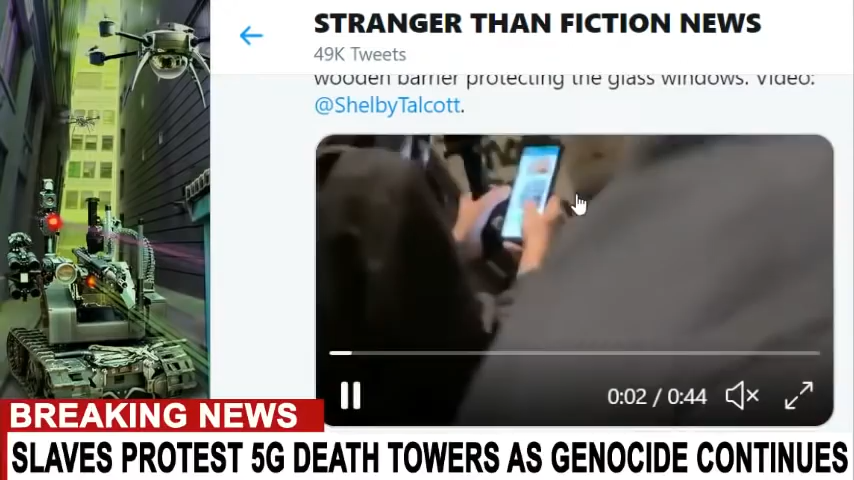 STRANGER THAN FICTION NEWS
49K Tweets
wooden barrier protecting the glass windows. Video:
@ShelbyTalcott.
0:02 / 0:44
BREAKING NEWS
SLAVES PROTEST 5G DEATH TOWERS AS GENOCIDE CONTINUES